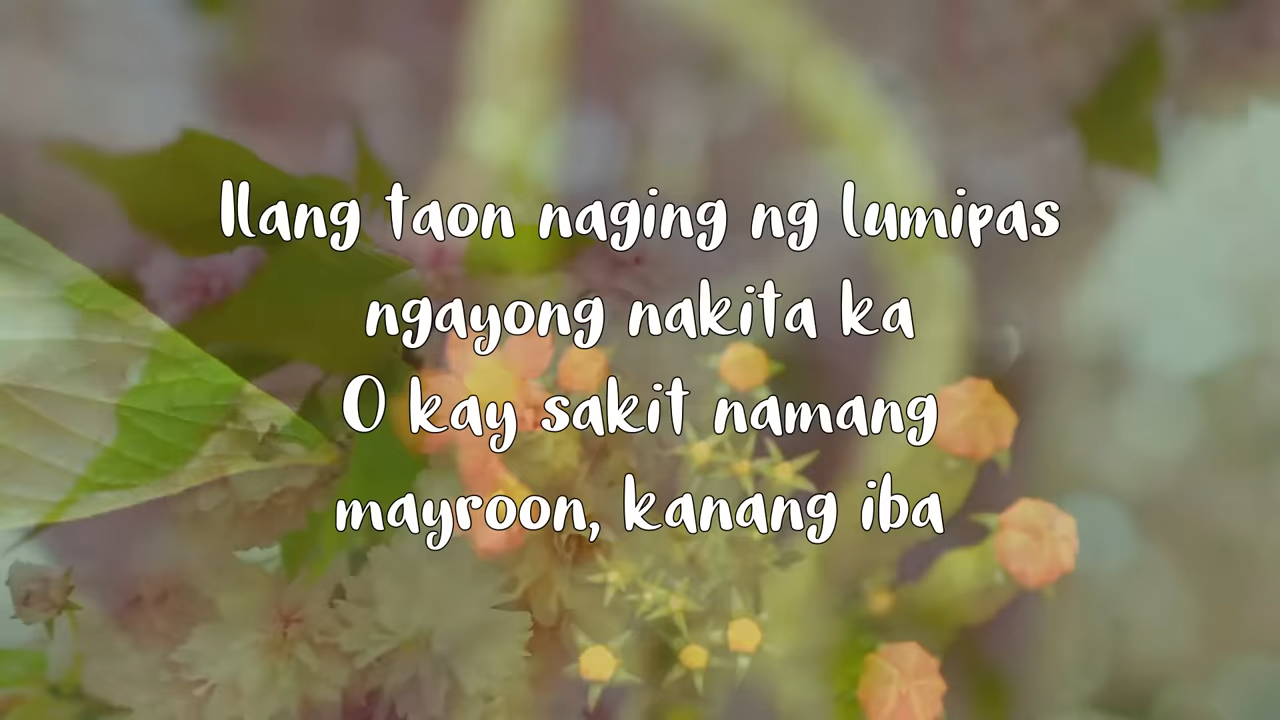 Ilang taon naging ng lumipas
ngayong nakita ka
O kay sakit namang
mayroon, kanang iba